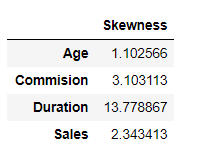 Skewness
Age 1.102566
Commision 3.103113
Duration 13.778867
Sales 2.343413